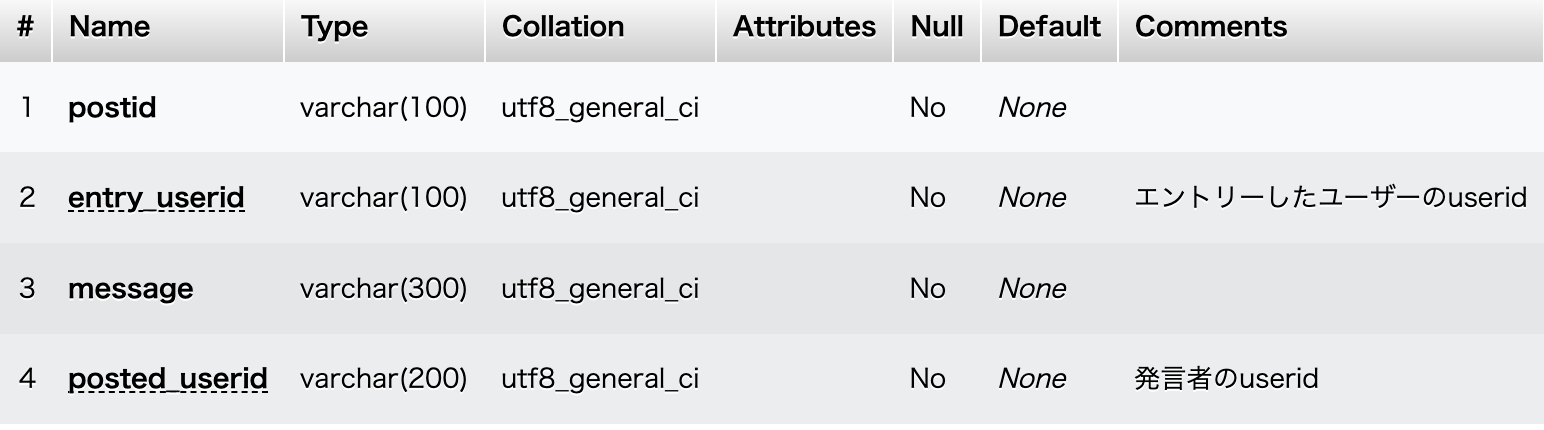 # Name Type Collation Attributes Null Default Comments
1 postid varchar(100) utf8_general_ci No None
2 entry_userid varchar(100) utf8_general_ci No None エントリーしたユーザーのuserid
3 message varchar(300) utf8_general_ci No None
4 posted_userid varchar(200) utf8_general_ci No None 発言者のuserid